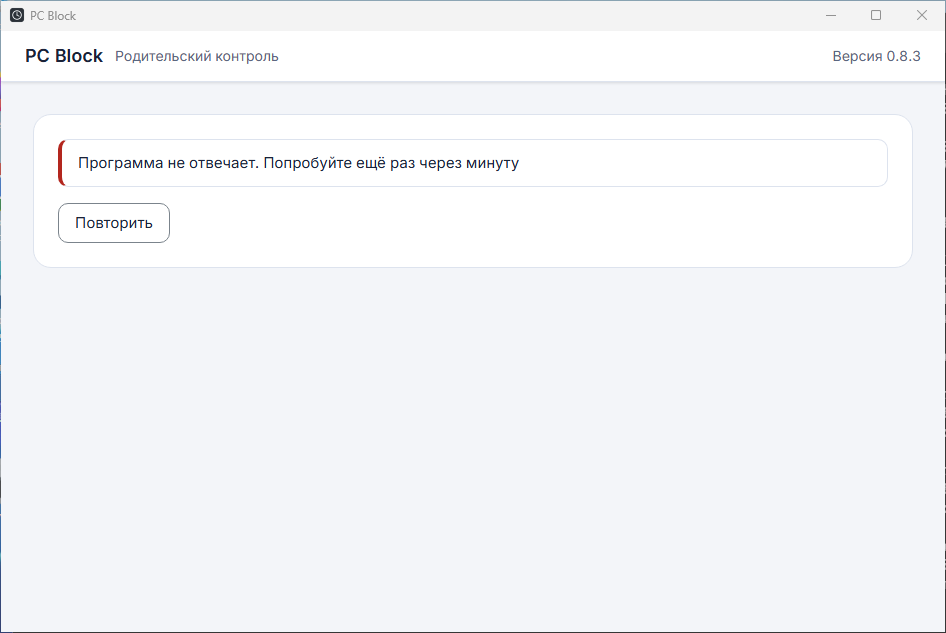 PC Block
PC Block Родительский контроль Версия 0.8.3
Программа не отвечает. Попробуйте ещё раз через минуту
Повторить